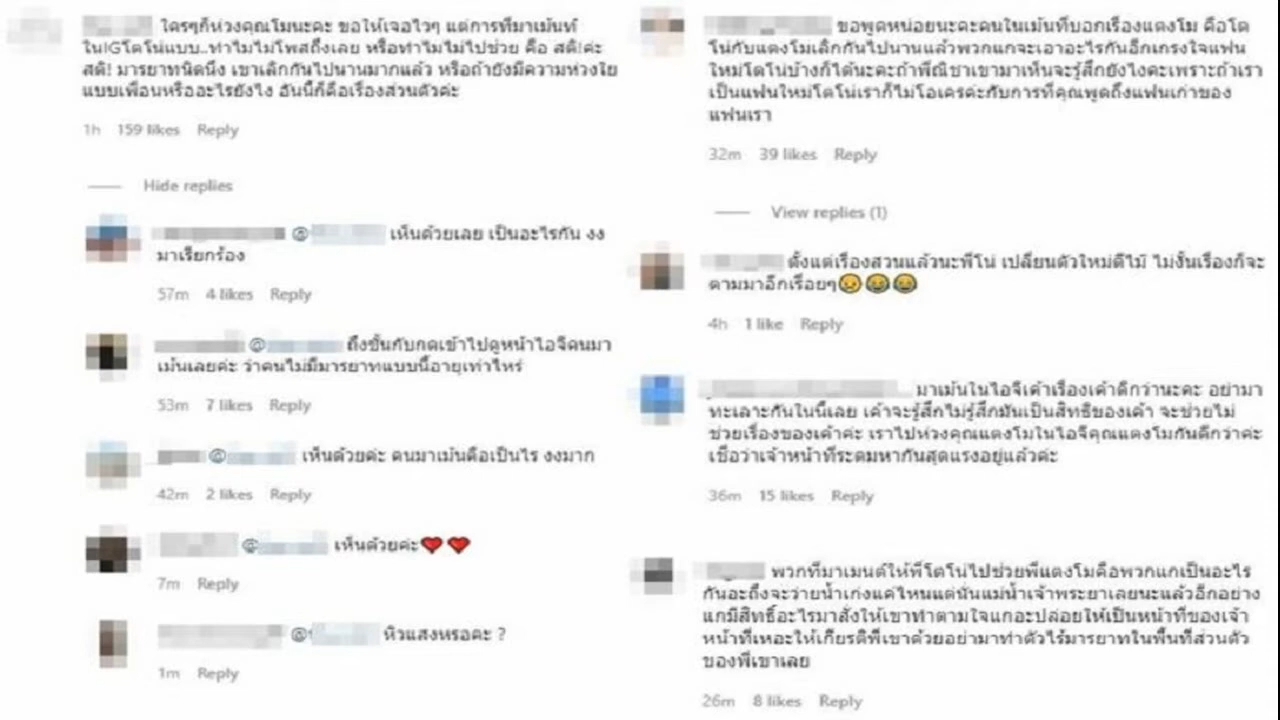 ใครๆก็ห่วงคุณโมนะคะ ขอให้เจอไวๆ แต่การที่มาเม้นท์
ในIGโตโน่แบบ..ทำไมไม่โพสถึงเลย หรือทำไมไม่ไปช่วย คือ สติ!ค่ะ
สติ! มารยาทนิดนึง เขาเลิกกันไปนานมากแล้ว หรือถ้ายังมีความห่วงใย
แบบเพื่อนหรืออะไรยังไง อันนี้ก็คือเรื่องส่วนตัวค่ะ
1h 159 likes Reply
Hide replies
@ เห็นด้วยเลย เป็นอะไรกัน งง
มาเรียกร้อง
57m 4 likes Reply
@ ถึงขั้นกับกดเข้าไปดูหน้าไอจีคนมา
เม้นเลยค่ะ ว่าคนไม่มีมารยาทแบบนี้อายุเท่าไหร่
53m 7 likes Reply
@ เห็นด้วยค่ะ คนมาเม้นคือเป็นไร งงมาก
42m 2 likes Reply
@ เห็นด้วยค่ะ❤️❤️
7m Reply
@ หิวแสงหรอคะ ?
1m Reply
ขอพูดหน่อยนะคะคนในเม้นที่บอกเรื่องแตงโม คือโต
โน่กับแตงโมเลิกกันไปนานแล้วพวกแกจะเอาอะไรกันอีกเกรงใจแฟน
ใหม่โตโน่บ้างก็ได้นะคะถ้าพี่ณิชาเขามาเห็นจะรู้สึกยังไงคะเพราะถ้าเรา
เป็นแฟนใหม่โตโน่เราก็ไม่โอเครค่ะกับการที่คุณพูดถึงแฟนเก่าของ
แฟนเรา
32m 39 likes Reply
View replies (1)
ตั้งแต่เรื่องสวนแล้วนะพี่โน่ เปลี่ยนตัวใหม่ดีไม๊ ไม่งั้นเรื่องก็จะ
ตามมาอีกเรื่อยๆ😢😂😂
4h 1 like Reply
มาเม้นในไอจีเค้าเรื่องเค้าดีกว่านะคะ อย่ามา
ทะเลาะกันในนี้เลย เค้าจะรู้สึกไม่รู้สึกมันเป็นสิทธิของเค้า จะช่วยไม่
ช่วยเรื่องของเค้าค่ะ เราไปห่วงคุณแตงโมในไอจีคุณแตงโมกันดีกว่าค่ะ
เชื่อว่าเจ้าหน้าที่ระดมหากันสุดแรงอยู่แล้วค่ะ
36m 15 likes Reply
พวกที่มาเมนต์ให้พี่โตโน่ไปช่วยพี่แตงโมคือพวกแกเป็นอะไร
กันอะถึงจะว่ายน้ำเก่งแค่ไหนแต่นั่นแม่น้ำเจ้าพระยาเลยนะแล้วอีกอย่าง
แกมีสิทธิ์อะไรมาสั่งให้เขาทำตามใจแกอะปล่อยให้เป็นหน้าที่ของเจ้า
หน้าที่เหอะให้เกียรติพี่เขาด้วยอย่ามาทำตัวไร้มารยาทในพื้นที่ส่วนตัว
ของพี่เขาเลย
26m 8 likes Reply